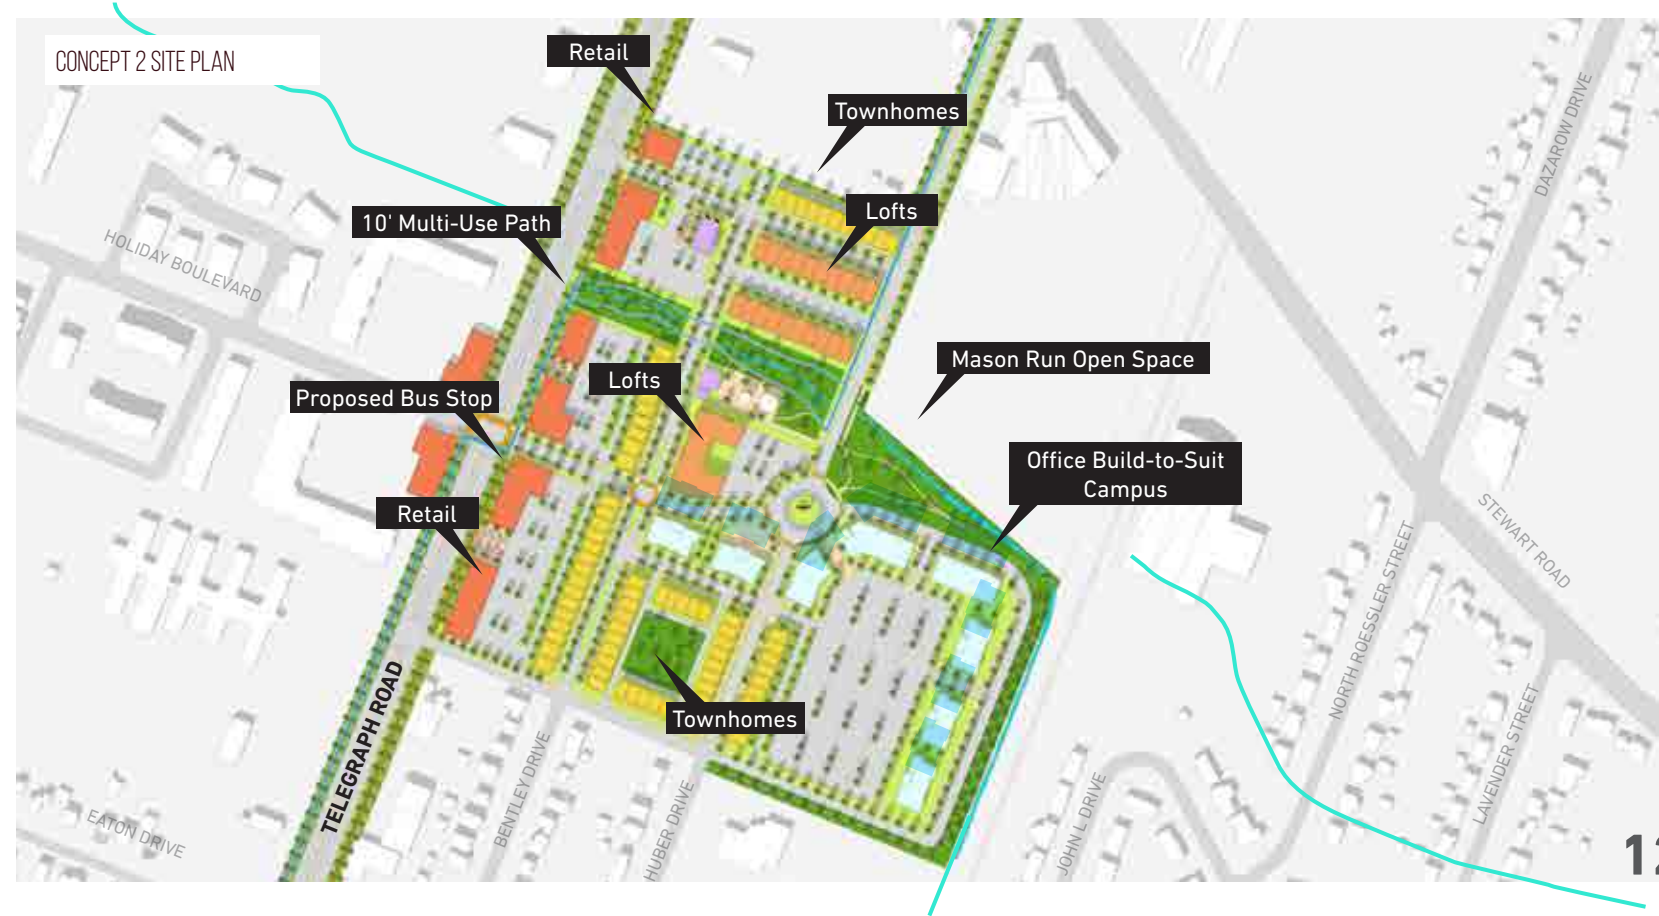 CONCEPT 2 SITE PLAN
Retail
Townhomes
DAZAROW DRIVE
Lofts
10' Multi-Use Path
HOLIDAY BOULEVARD
Mason Run Open Space
Lofts
Proposed Bus Stop
Office Build-to-Suit
Campus
Retail
STEWART ROAD
NORTH ROESSLER STREET
Townhomes
TELEGRAPH ROAD
BENTLEY DRIVE
LAVENDER STREET
HUBER DRIVE
JOHN L DRIVE
EATON DRIVE
12